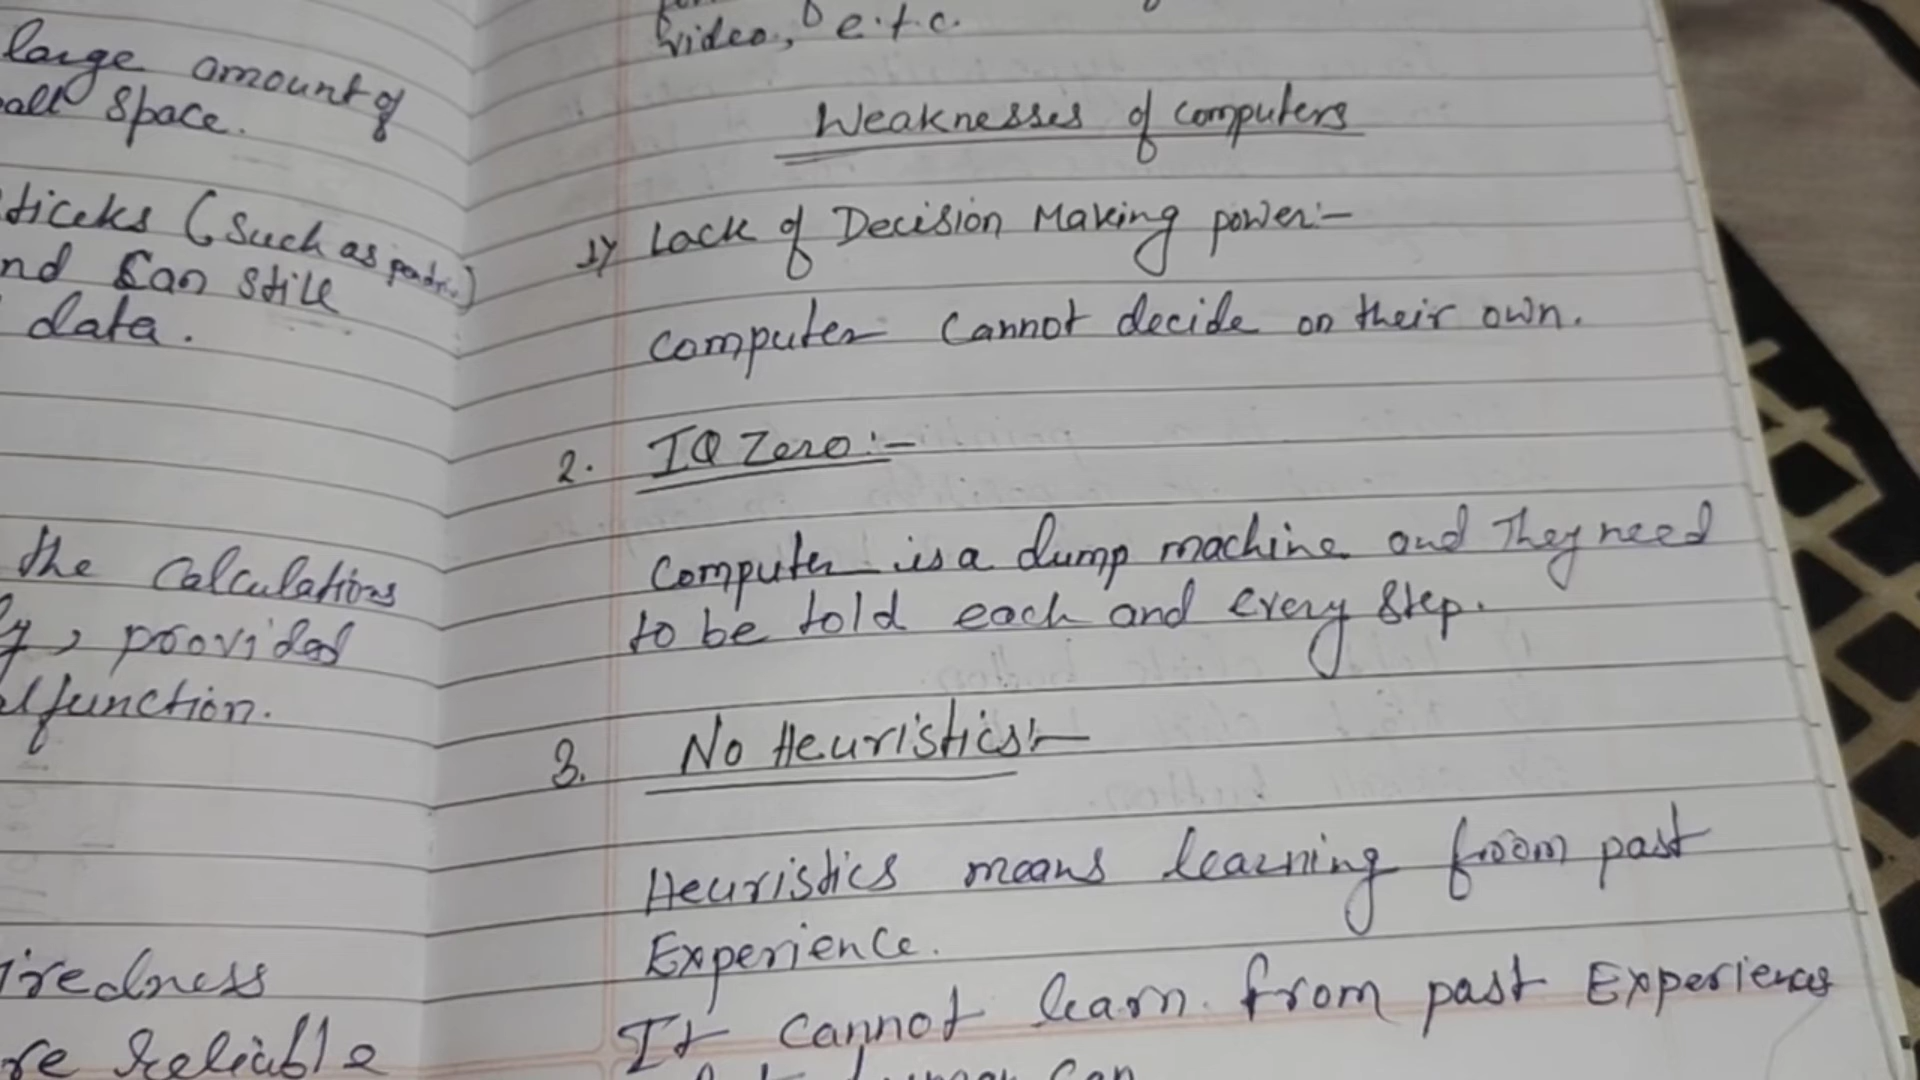 large amount of
all space.
sticks (such as
nd can still
data.
the calculations
y, provided
lfunction.
iredness
re reliable
video, e.t.c.
Weaknesses of computers
1) Lack of Decision Making power:-
computer cannot decide on their own.
2. IQ Zero:-
Computer is a dump machine and They need
to be told each and every step.
3. No Heuristics:-
Heuristics means learning from past
Experience.
It cannot learn from past Experiences
human can